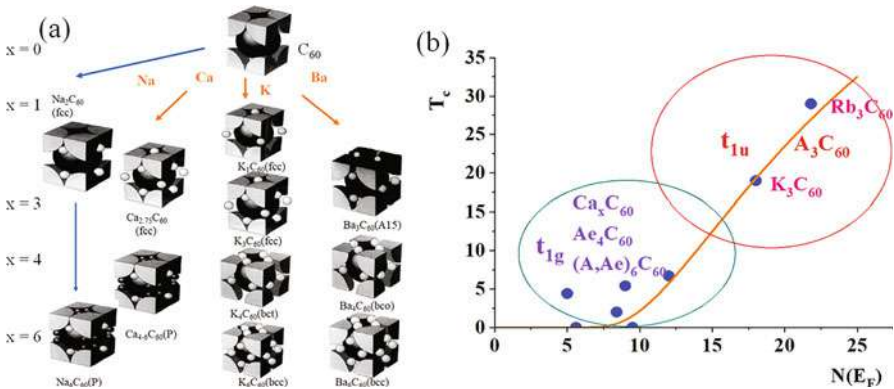 (a)
x = 0
C60
Na
Ca
K
Ba
x = 1
Na2C60
(fcc)
K1C60(fcc)
Ca2.75C60
(fcc)
x = 3
K3C60(fcc)
Ba3C60(A15)
x = 4
K4C60(bct)
Ba4C60(bco)
Ca4-6C60(P)
x = 6
Na6C60(P)
K6C60(bcc)
Ba6C60(bcc)
(b)
Tc
35
30
25
20
15
10
5
0
Rb3C60
t1u
A3C60
K3C60
CaxC60
t1g
Ae4C60
(A,Ae)6C60
0 5 10 15 20 25
N(EF)